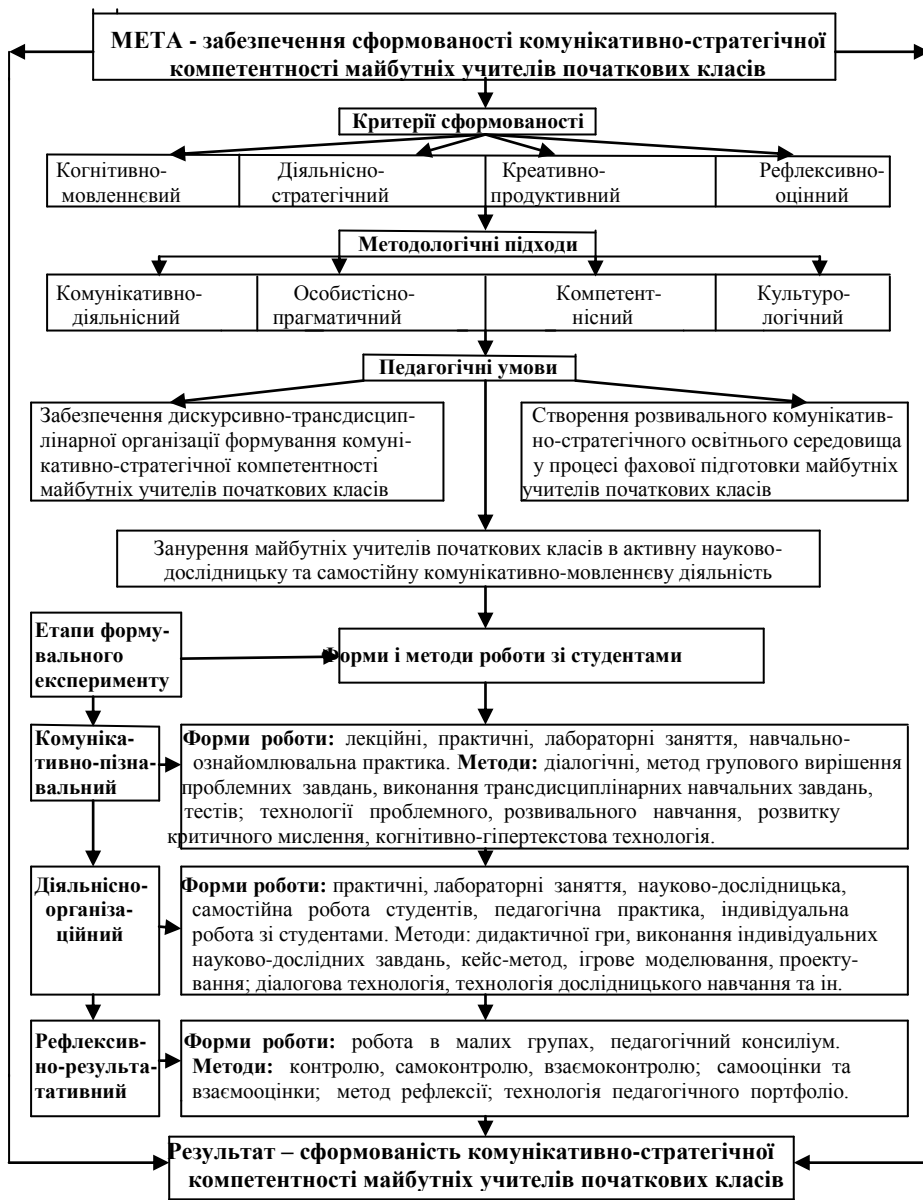 МЕТА - забезпечення сформованості комунікативно-стратегічної
компетентності майбутніх учителів початкових класів
Критерії сформованості
Когнітивно-
мовленнєвий
Діяльнісно-
стратегічний
Креативно-
продуктивний
Рефлексивно-
оцінний
Методологічні підходи
Комунікативно-
діяльнісний
Особистісно-
прагматичний
Компетент-
нісний
Культуро-
логічний
Педагогічні умови
Забезпечення дискурсивно-трансдисцип-
лінарної організації формування комуні-
кативно-стратегічної компетентності
майбутніх учителів початкових класів
Створення розвивального комунікатив-
но-стратегічного освітнього середовища
у процесі фахової підготовки майбутніх
учителів початкових класів
Занурення майбутніх учителів початкових класів в активну науково-
дослідницьку та самостійну комунікативно-мовленнєву діяльність
Етапи форму-
вального
експерименту
Форми і методи роботи зі студентами
Комуніка-
тивно-пізна-
вальний
Форми роботи: лекційні, практичні, лабораторні заняття, навчально-
ознайомлювальна практика. Методи: діалогічні, метод групового вирішення
проблемних завдань, виконання трансдисциплінарних навчальних завдань,
тестів; технології проблемного, розвивального навчання, розвитку
критичного мислення, когнітивно-гіпертекстова технологія.
Діяльнісно-
організа-
ційний
Форми роботи: практичні, лабораторні заняття, науково-дослідницька,
самостійна робота студентів, педагогічна практика, індивідуальна
робота зі студентами. Методи: дидактичної гри, виконання індивідуальних
науково-дослідних завдань, кейс-метод, ігрове моделювання, проекту-
вання; діалогова технологія, технологія дослідницького навчання та ін.
Рефлексив-
но-результа-
тативний
Форми роботи: робота в малих групах, педагогічний консиліум.
Методи: контролю, самоконтролю, взаємоконтролю; самооцінки та
взаємооцінки; метод рефлексії; технологія педагогічного портфоліо.
Результат – сформованість комунікативно-стратегічної
компетентності майбутніх учителів початкових класів